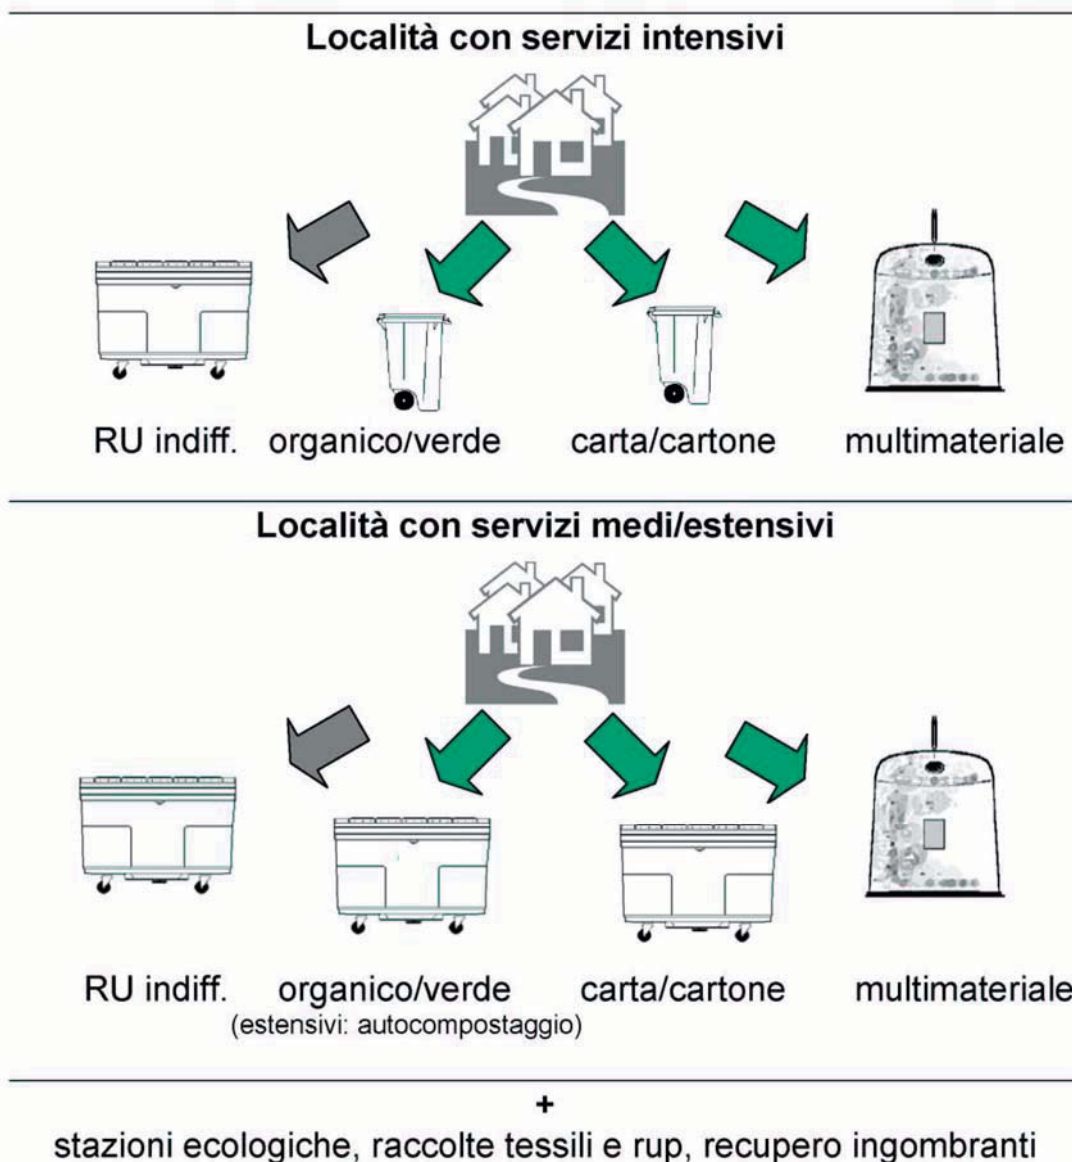 Località con servizi intensivi
RU indiff. organico/verde carta/cartone multimateriale
Località con servizi medi/estensivi
RU indiff. organico/verde carta/cartone multimateriale
(estensivi: autocompostaggio)
+
stazioni ecologiche, raccolte tessili e rup, recupero ingombranti